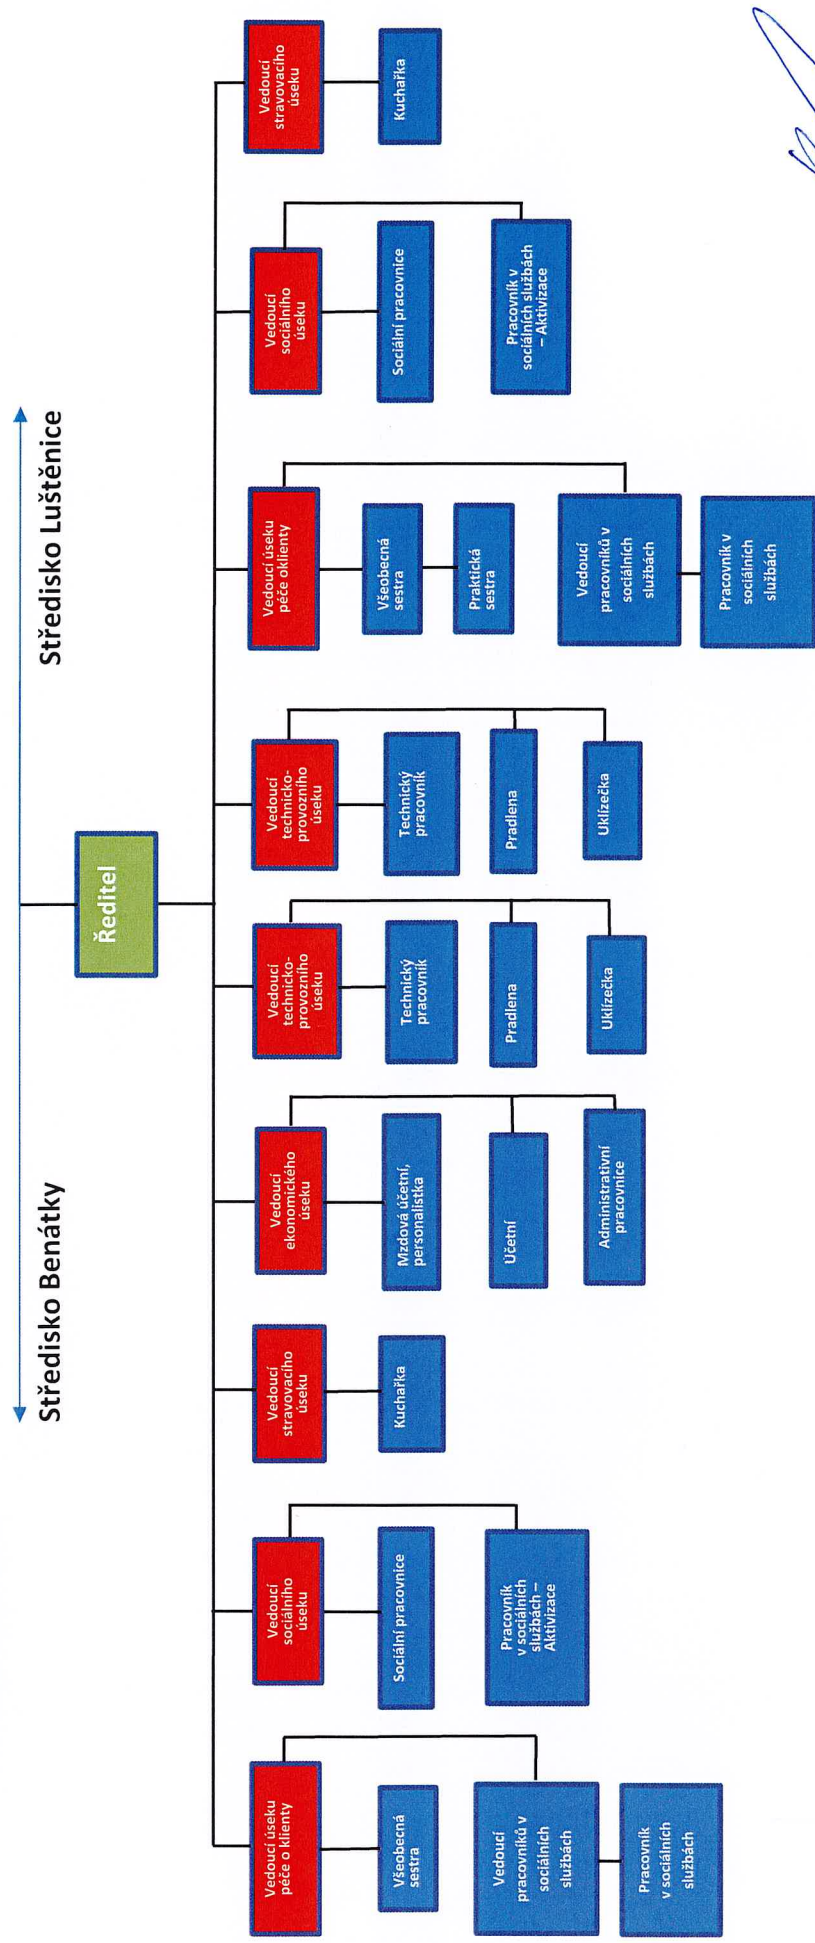 Středisko Benátky
Středisko Luštěnice
Ředitel
Vedoucí úseku
péče o klienty
Všeobecná
sestra
Vedoucí
pracovníků v
sociálních
službách
Pracovník
v sociálních
službách
Vedoucí
sociálního
úseku
Sociální pracovnice
Pracovník
v sociálních
službách –
Aktivizace
Vedoucí
stravovacího
úseku
Kuchařka
Vedoucí
ekonomického
úseku
Mzdová účetní,
personalistka
Účetní
Administrativní
pracovnice
Vedoucí
technicko-
provozního
úseku
Technický
pracovník
Pradlena
Uklízečka
Vedoucí
technicko-
provozního
úseku
Technický
pracovník
Pradlena
Uklízečka
Vedoucí úseku
péče oklienty
Všeobecná
sestra
Praktická
sestra
Vedoucí
pracovníků v
sociálních
službách
Pracovník v
sociálních
službách
Vedoucí
sociálního
úseku
Sociální pracovnice
Pracovník v
sociálních službách
– Aktivizace
Vedoucí
stravovacího
úseku
Kuchařka